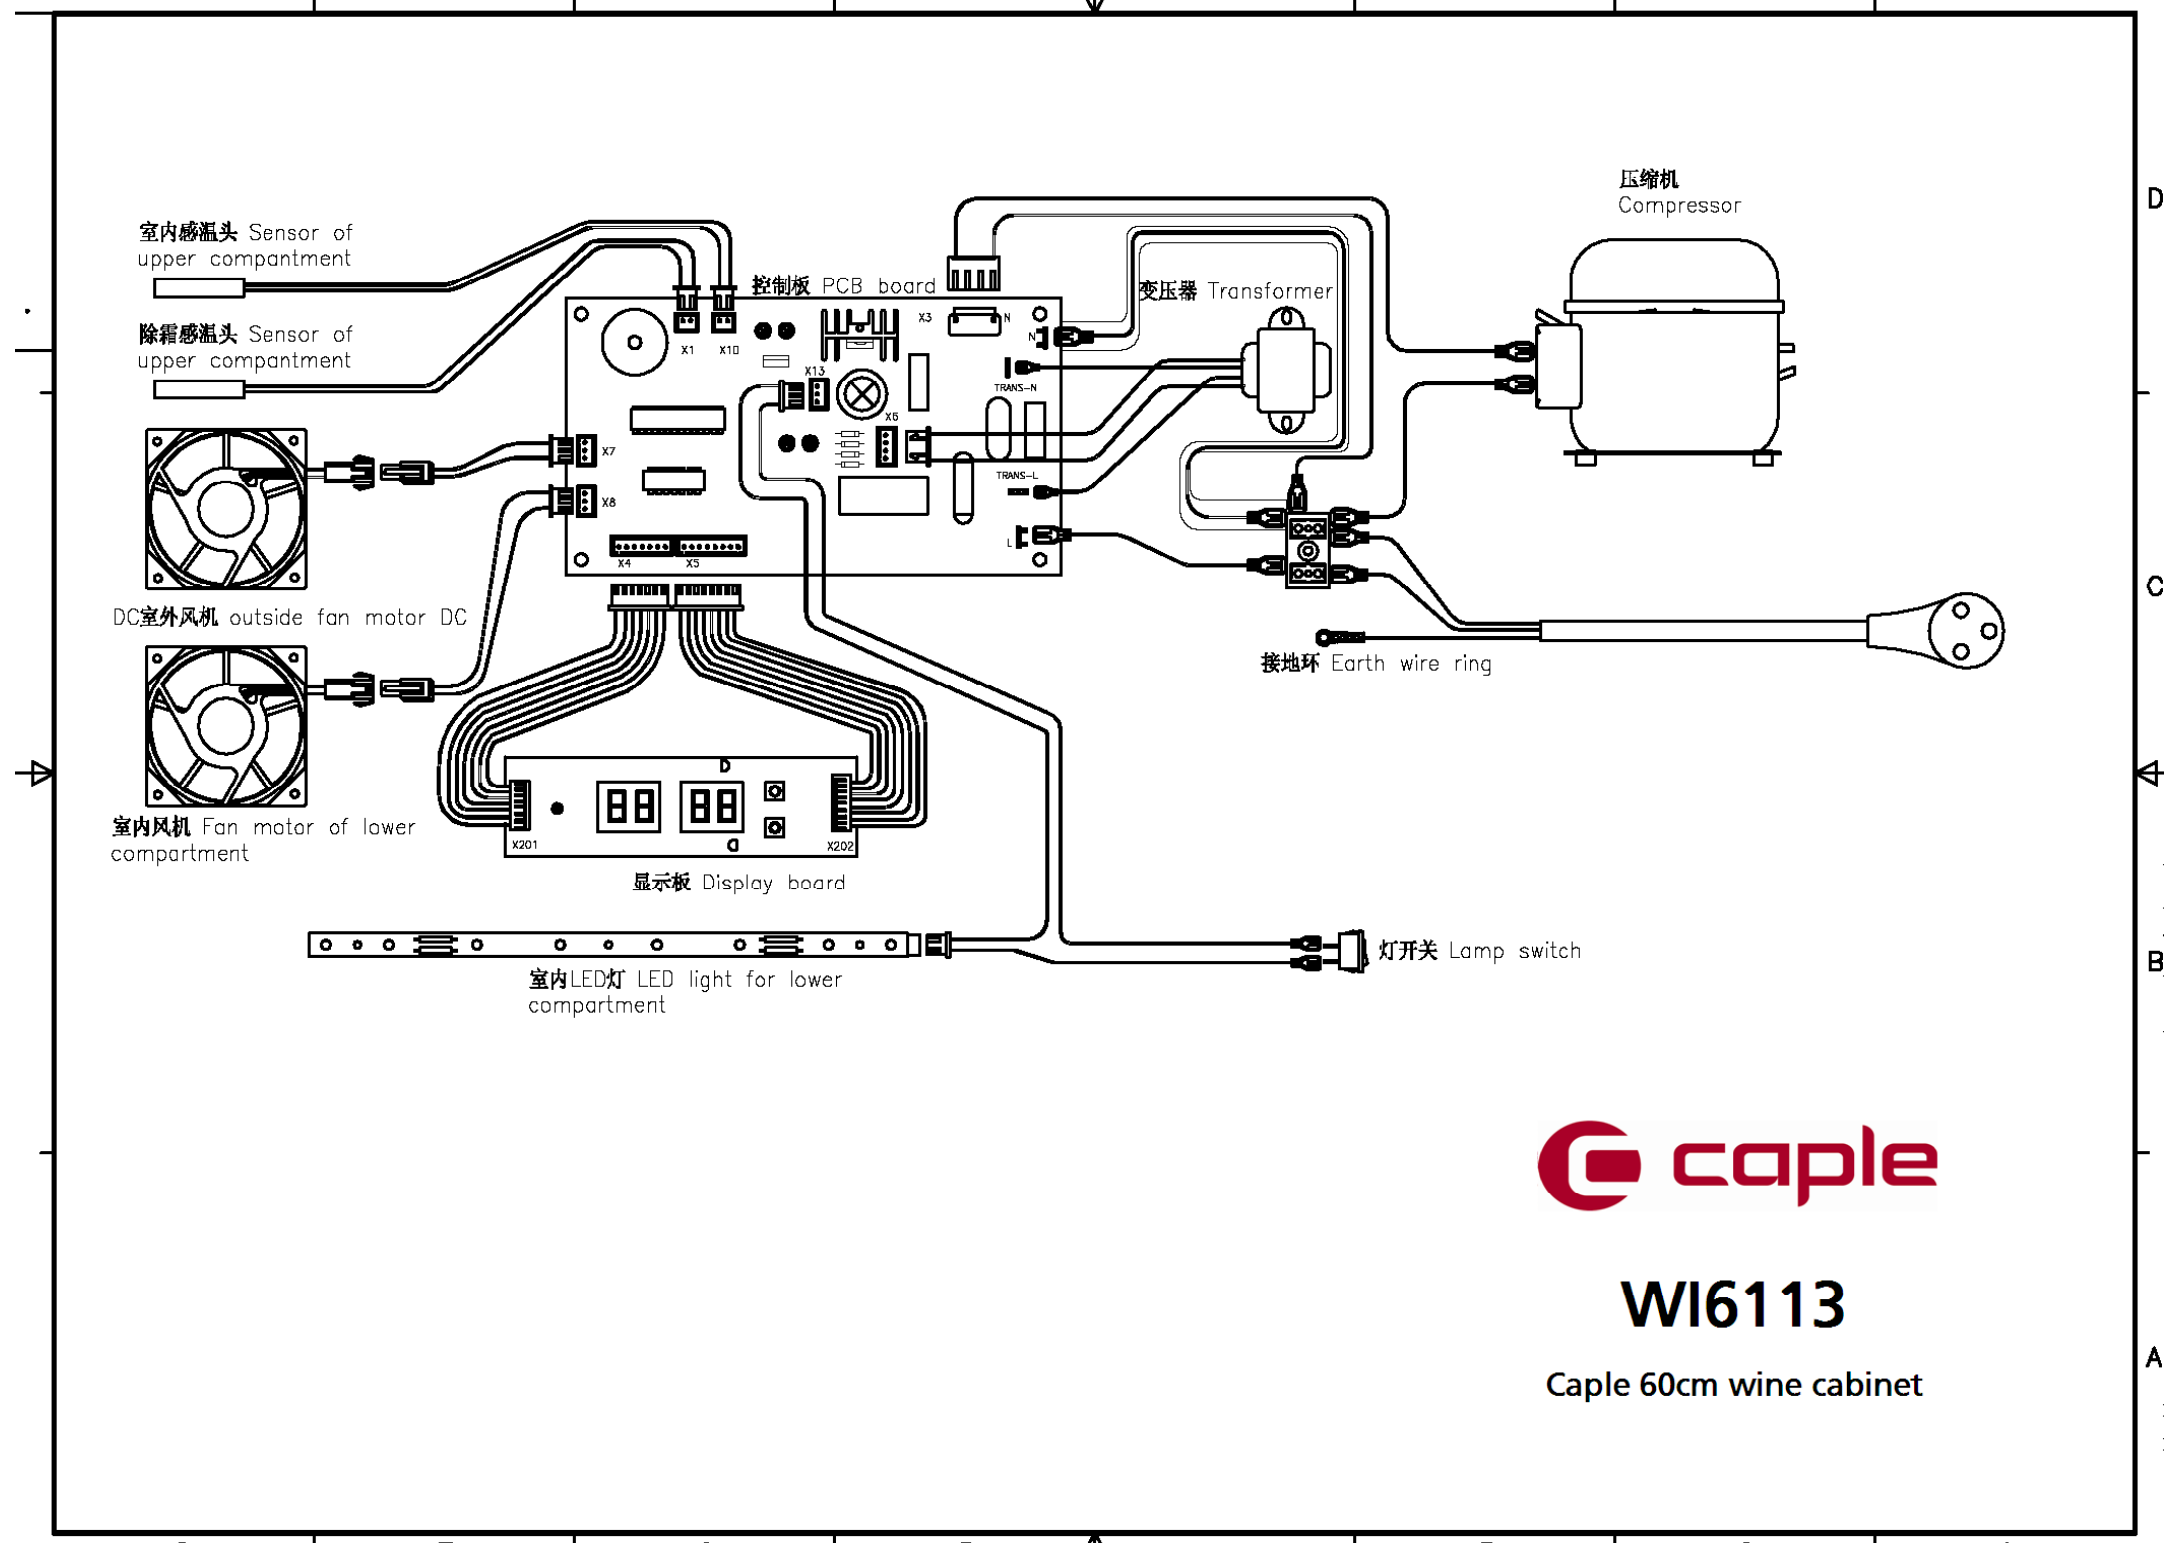 D
压缩机
Compressor
室内感温头 Sensor of
upper compantment
控制板 PCB board
变压器 Transformer
除霜感温头 Sensor of
upper compantment
X3
N
N
X1
X10
X13
TRANS-N
X6
X7
TRANS-L
X8
L
X4
X5
C
DC室外风机 outside fan motor DC
接地环 Earth wire ring
室内风机 Fan motor of lower
compartment
88
88
X201
X202
显示板 Display board
灯开关 Lamp switch
B
室内LED灯 LED light for lower
compartment
caple
WI6113
A
Caple 60cm wine cabinet